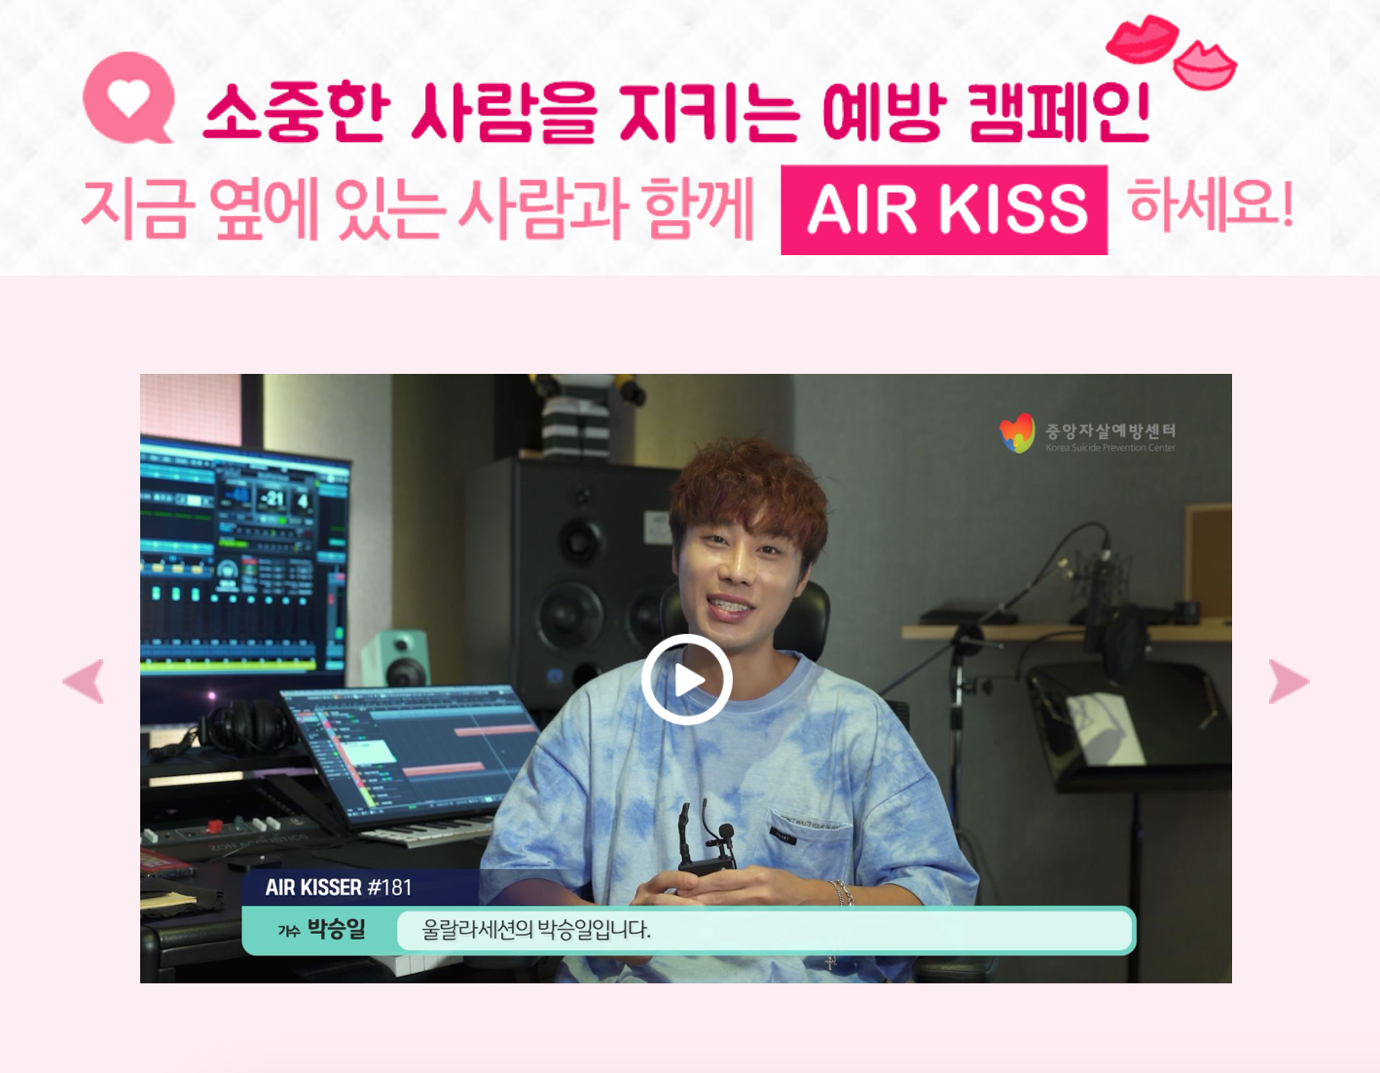 소중한 사람을 지키는 예방 캠페인
지금 옆에 있는 사람과 함께 AIR KISS 하세요!
중앙자살예방센터
Korea Suicide Prevention Center
-21 4
AIR KISSER #181
가수 박승일 울랄라세션의 박승일입니다.